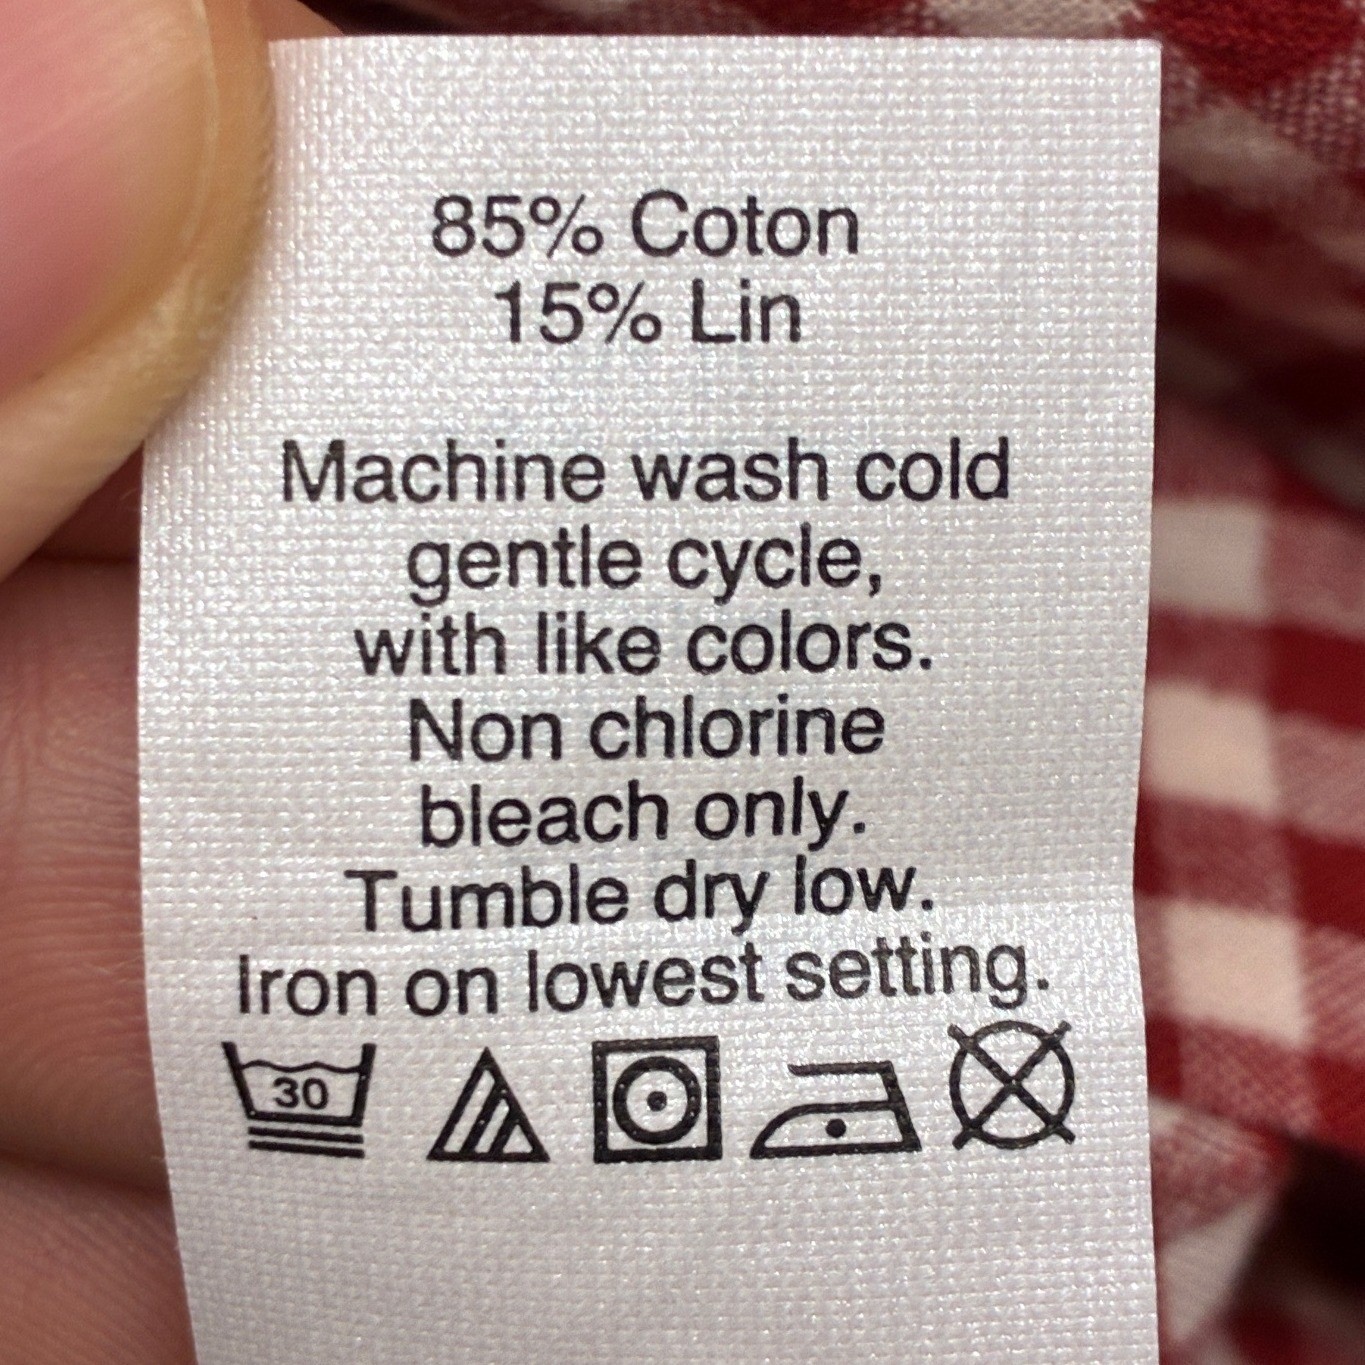 85% Coton
15% Lin
Machine wash cold
gentle cycle,
with like colors.
Non chlorine
bleach only.
Tumble dry low.
Iron on lowest setting.
30